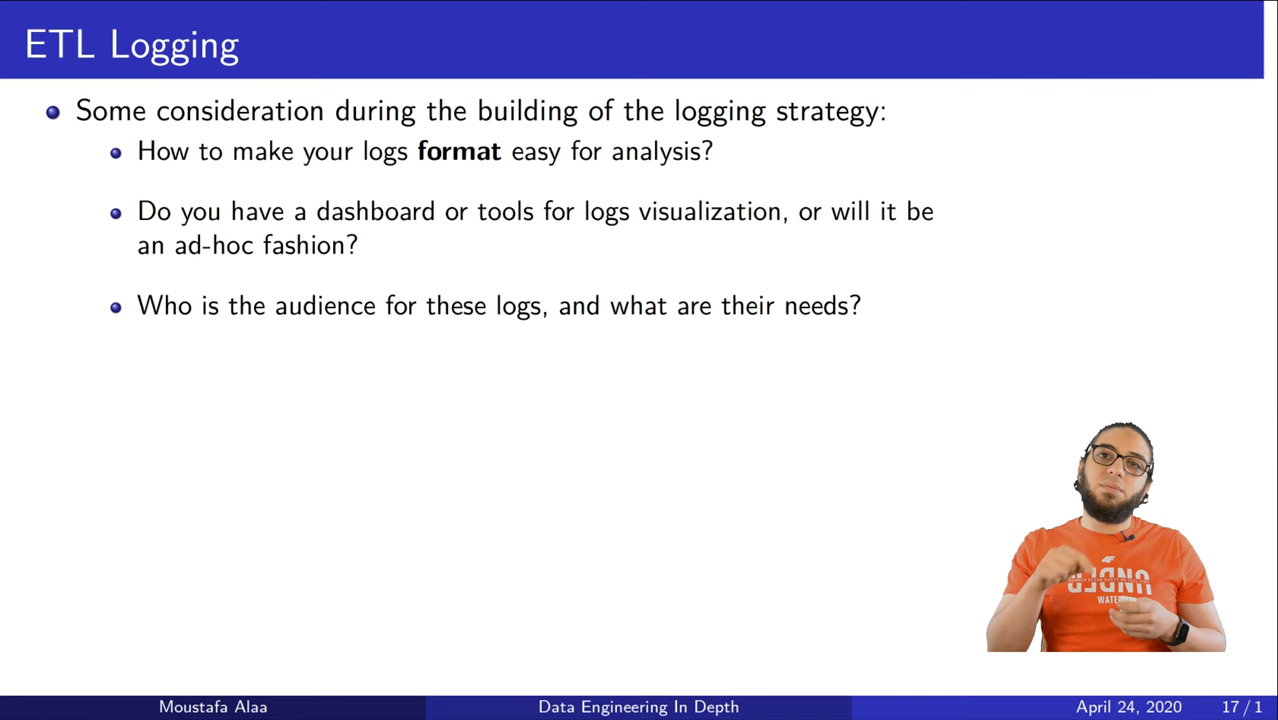 ETL Logging
Some consideration during the building of the logging strategy:
How to make your logs format easy for analysis?
Do you have a dashboard or tools for logs visualization, or will it be
an ad-hoc fashion?
Who is the audience for these logs, and what are their needs?
4F
UNDER
WATE
Moustafa Alaa
Data Engineering In Depth
April 24, 2020
17 / 1